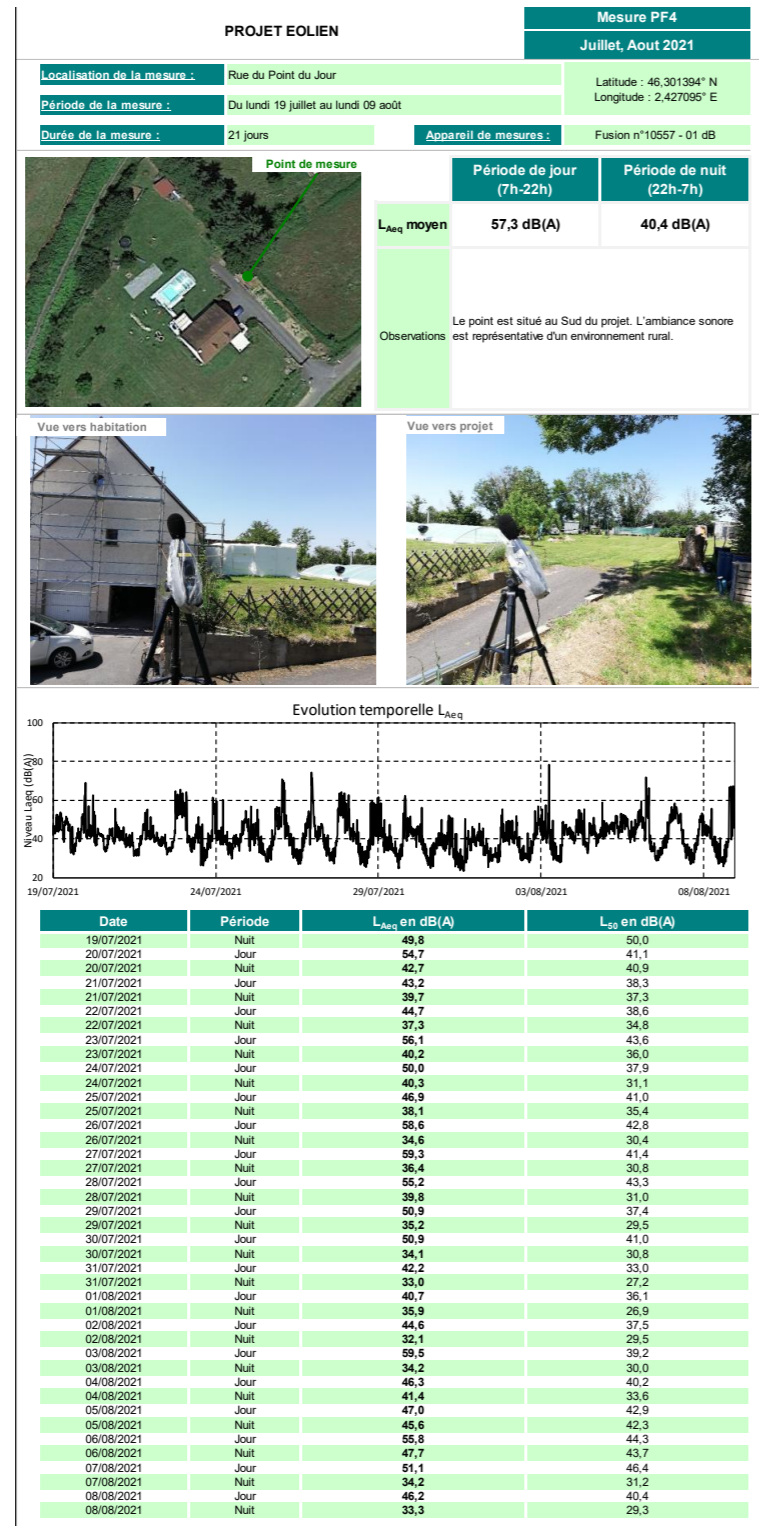 PROJET EOLIEN
Mesure PF4
Juillet, Aout 2021
Localisation de la mesure : Rue du Point du Jour
Latitude : 46,301394° N
Longitude : 2,427095° E
Période de la mesure : Du lundi 19 juillet au lundi 09 août
Durée de la mesure : 21 jours Appareil de mesures : Fusion n°10557 - 01 dB
Point de mesure
Période de jour (7h-22h) Période de nuit (22h-7h)
LAeq moyen 57,3 dB(A) 40,4 dB(A)
Observations
Le point est situé au Sud du projet. L'ambiance sonore
est représentative d'un environnement rural.
Vue vers habitation
Vue vers projet
Evolution temporelle LAeq
Niveau Laeq (dB(A))
100
80
60
40
20
19/07/2021 24/07/2021 29/07/2021 03/08/2021 08/08/2021
Date Période LAeq en dB(A) L50 en dB(A)
19/07/2021 Nuit 49,8 50,0
20/07/2021 Jour 54,7 41,1
20/07/2021 Nuit 42,7 40,9
21/07/2021 Jour 43,2 38,3
21/07/2021 Nuit 39,7 37,3
22/07/2021 Jour 44,7 38,6
22/07/2021 Nuit 37,3 34,8
23/07/2021 Jour 56,1 43,6
23/07/2021 Nuit 40,2 36,0
24/07/2021 Jour 50,0 37,9
24/07/2021 Nuit 40,3 31,1
25/07/2021 Jour 46,9 41,0
25/07/2021 Nuit 38,1 35,4
26/07/2021 Jour 58,6 42,8
26/07/2021 Nuit 34,6 30,4
27/07/2021 Jour 59,3 41,4
27/07/2021 Nuit 36,4 30,8
28/07/2021 Jour 55,2 43,3
28/07/2021 Nuit 39,8 31,0
29/07/2021 Jour 50,9 37,4
29/07/2021 Nuit 35,2 29,5
30/07/2021 Jour 50,9 41,0
30/07/2021 Nuit 34,1 30,8
31/07/2021 Jour 42,2 33,0
31/07/2021 Nuit 33,0 27,2
01/08/2021 Jour 40,7 36,1
01/08/2021 Nuit 35,9 26,9
02/08/2021 Jour 44,6 37,5
02/08/2021 Nuit 32,1 29,5
03/08/2021 Jour 59,5 39,2
03/08/2021 Nuit 34,2 30,0
04/08/2021 Jour 46,3 40,2
04/08/2021 Nuit 41,4 33,6
05/08/2021 Jour 47,0 42,9
05/08/2021 Nuit 45,6 42,3
06/08/2021 Jour 55,8 44,3
06/08/2021 Nuit 47,7 43,7
07/08/2021 Jour 51,1 46,4
07/08/2021 Nuit 34,2 31,2
08/08/2021 Jour 46,2 40,4
08/08/2021 Nuit 33,3 29,3